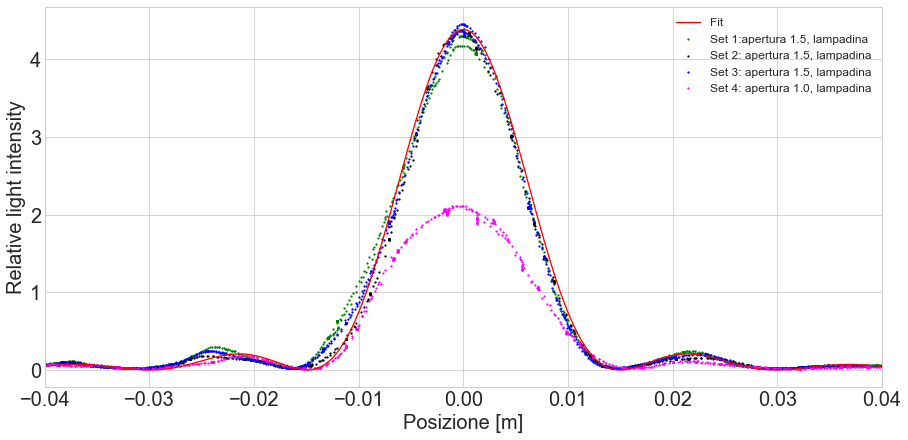 Fit
Set 1:apertura 1.5, lampadina
Set 2: apertura 1.5, lampadina
Set 3: apertura 1.5, lampadina
Set 4: apertura 1.0, lampadina
Relative light intensity
4
3
2
1
0
−0.04 −0.03 −0.02 −0.01 0.00 0.01 0.02 0.03 0.04
Posizione [m]